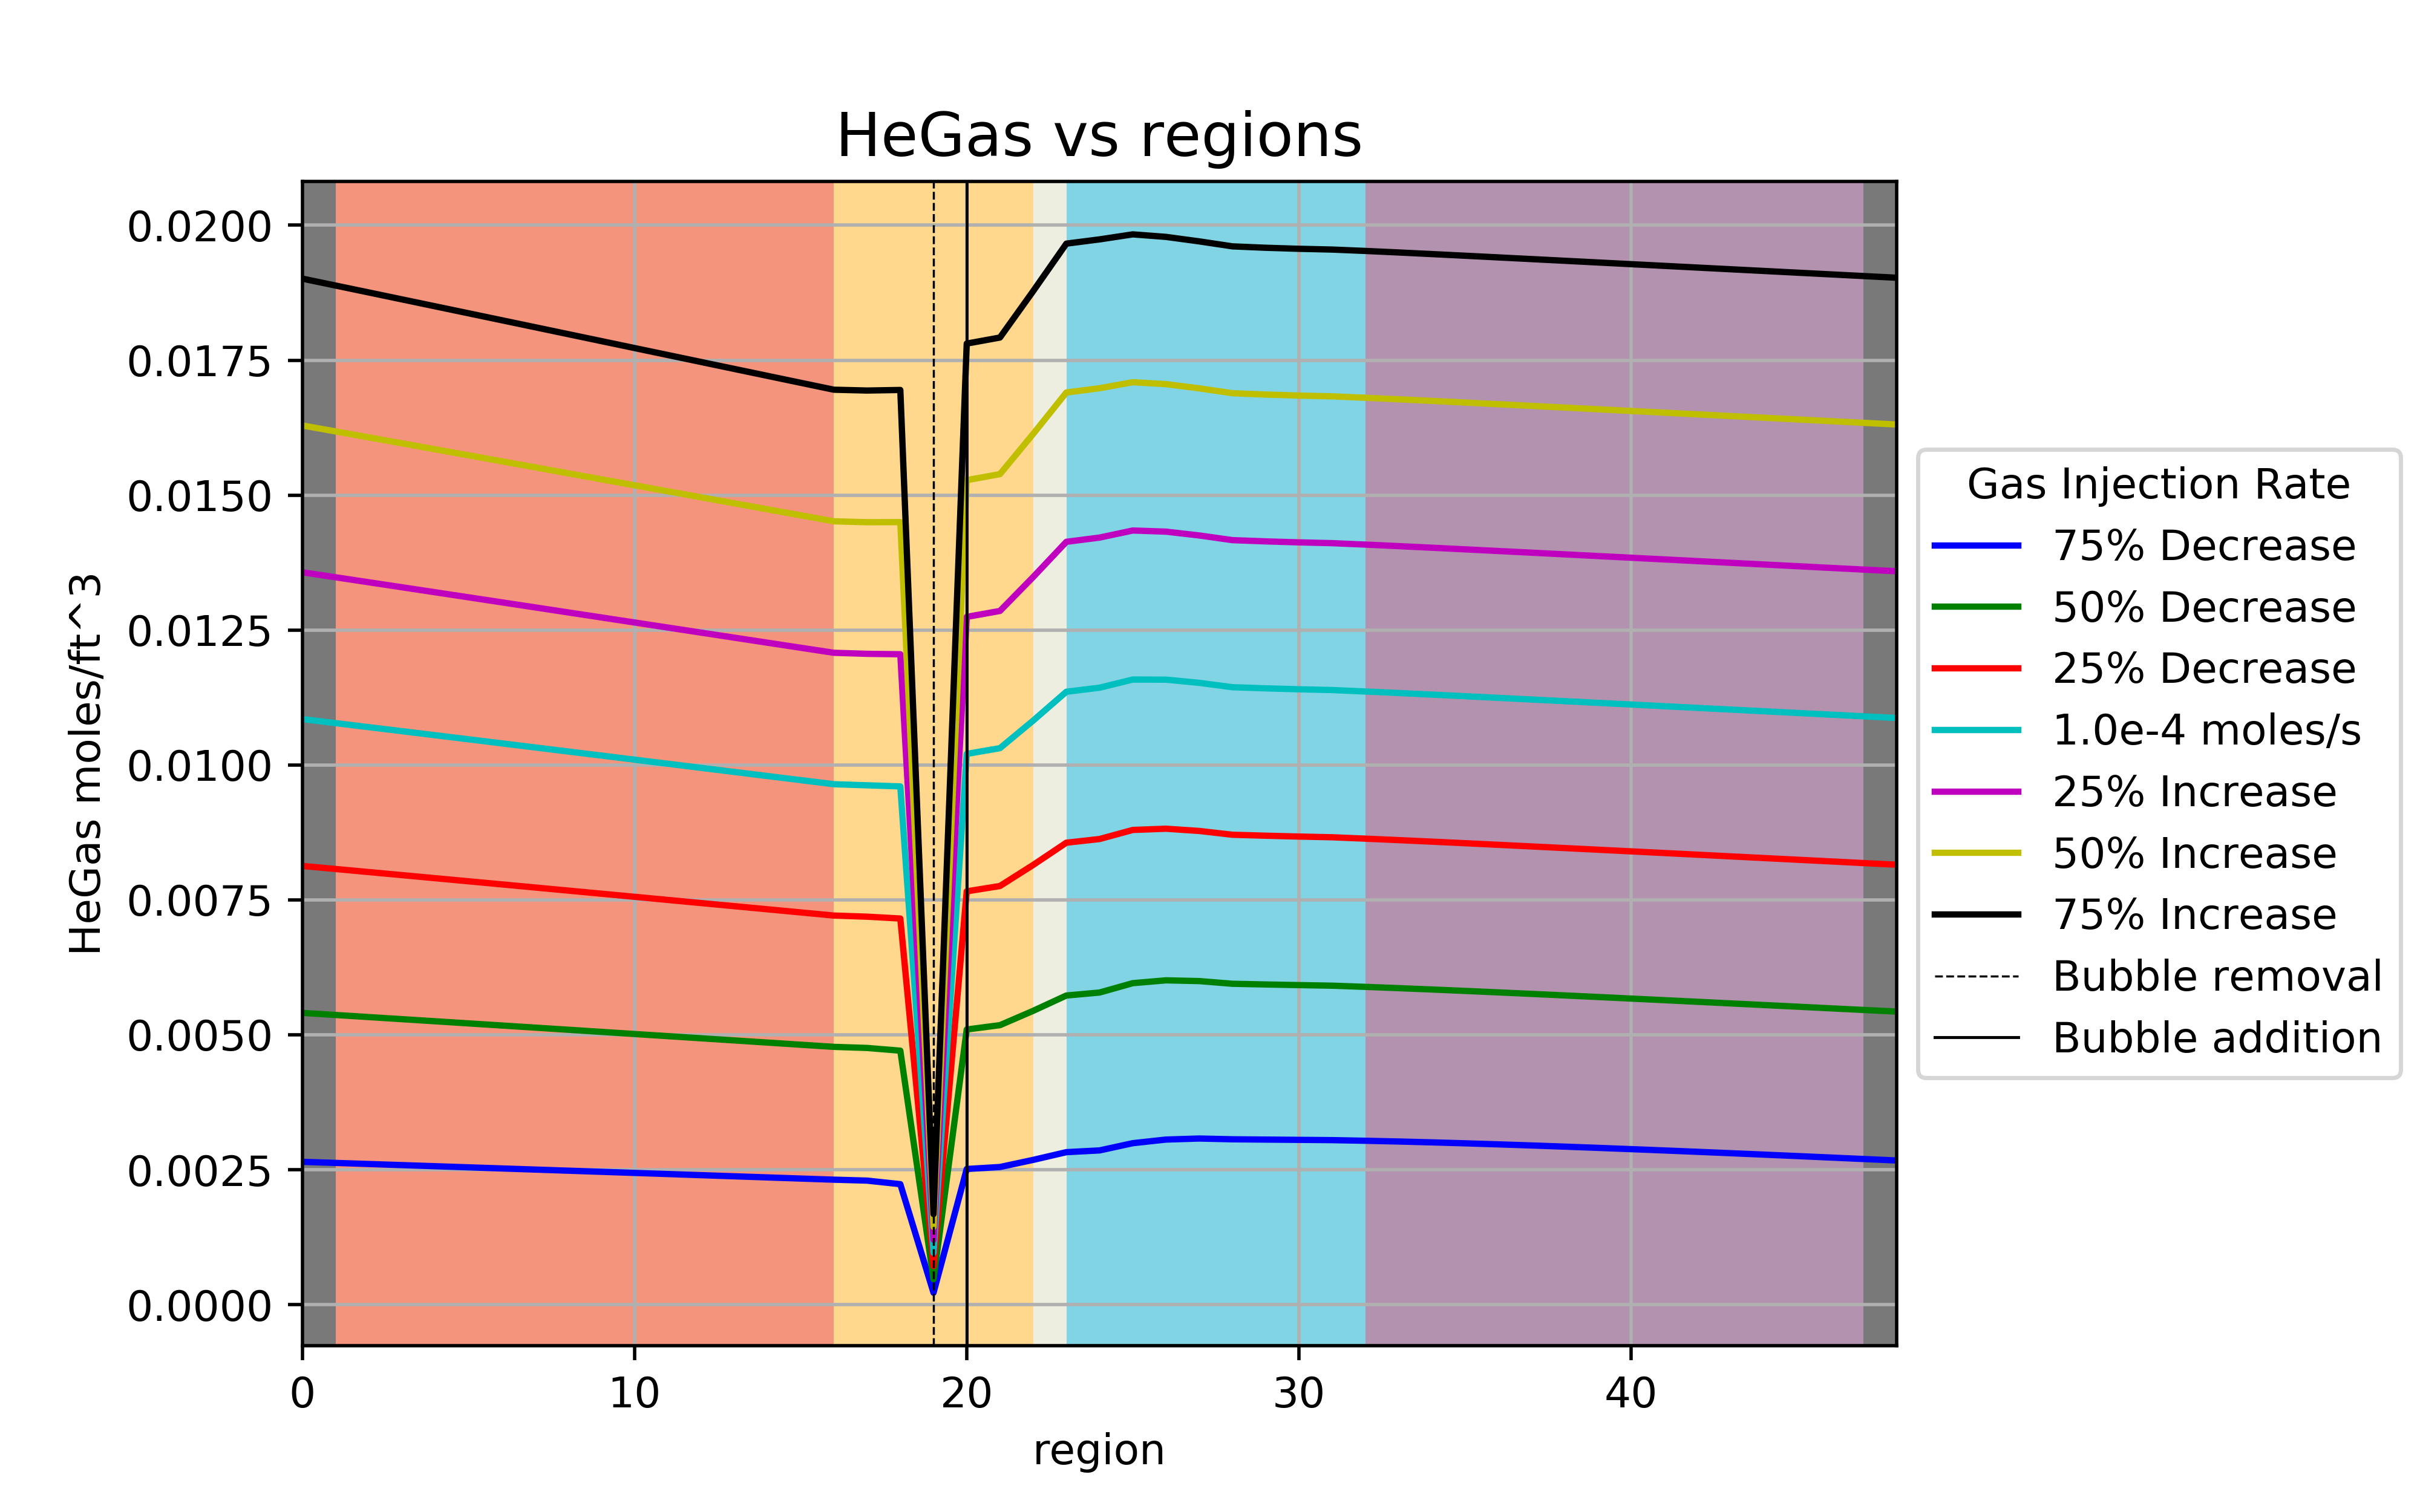 HeGas vs regions
0.0200
0.0175
0.0150
0.0125
0.0100
0.0075
0.0050
0.0025
0.0000
HeGas moles/ft^3
0 10 20 30 40
region
Gas Injection Rate
75% Decrease
50% Decrease
25% Decrease
1.0e-4 moles/s
25% Increase
50% Increase
75% Increase
Bubble removal
Bubble addition